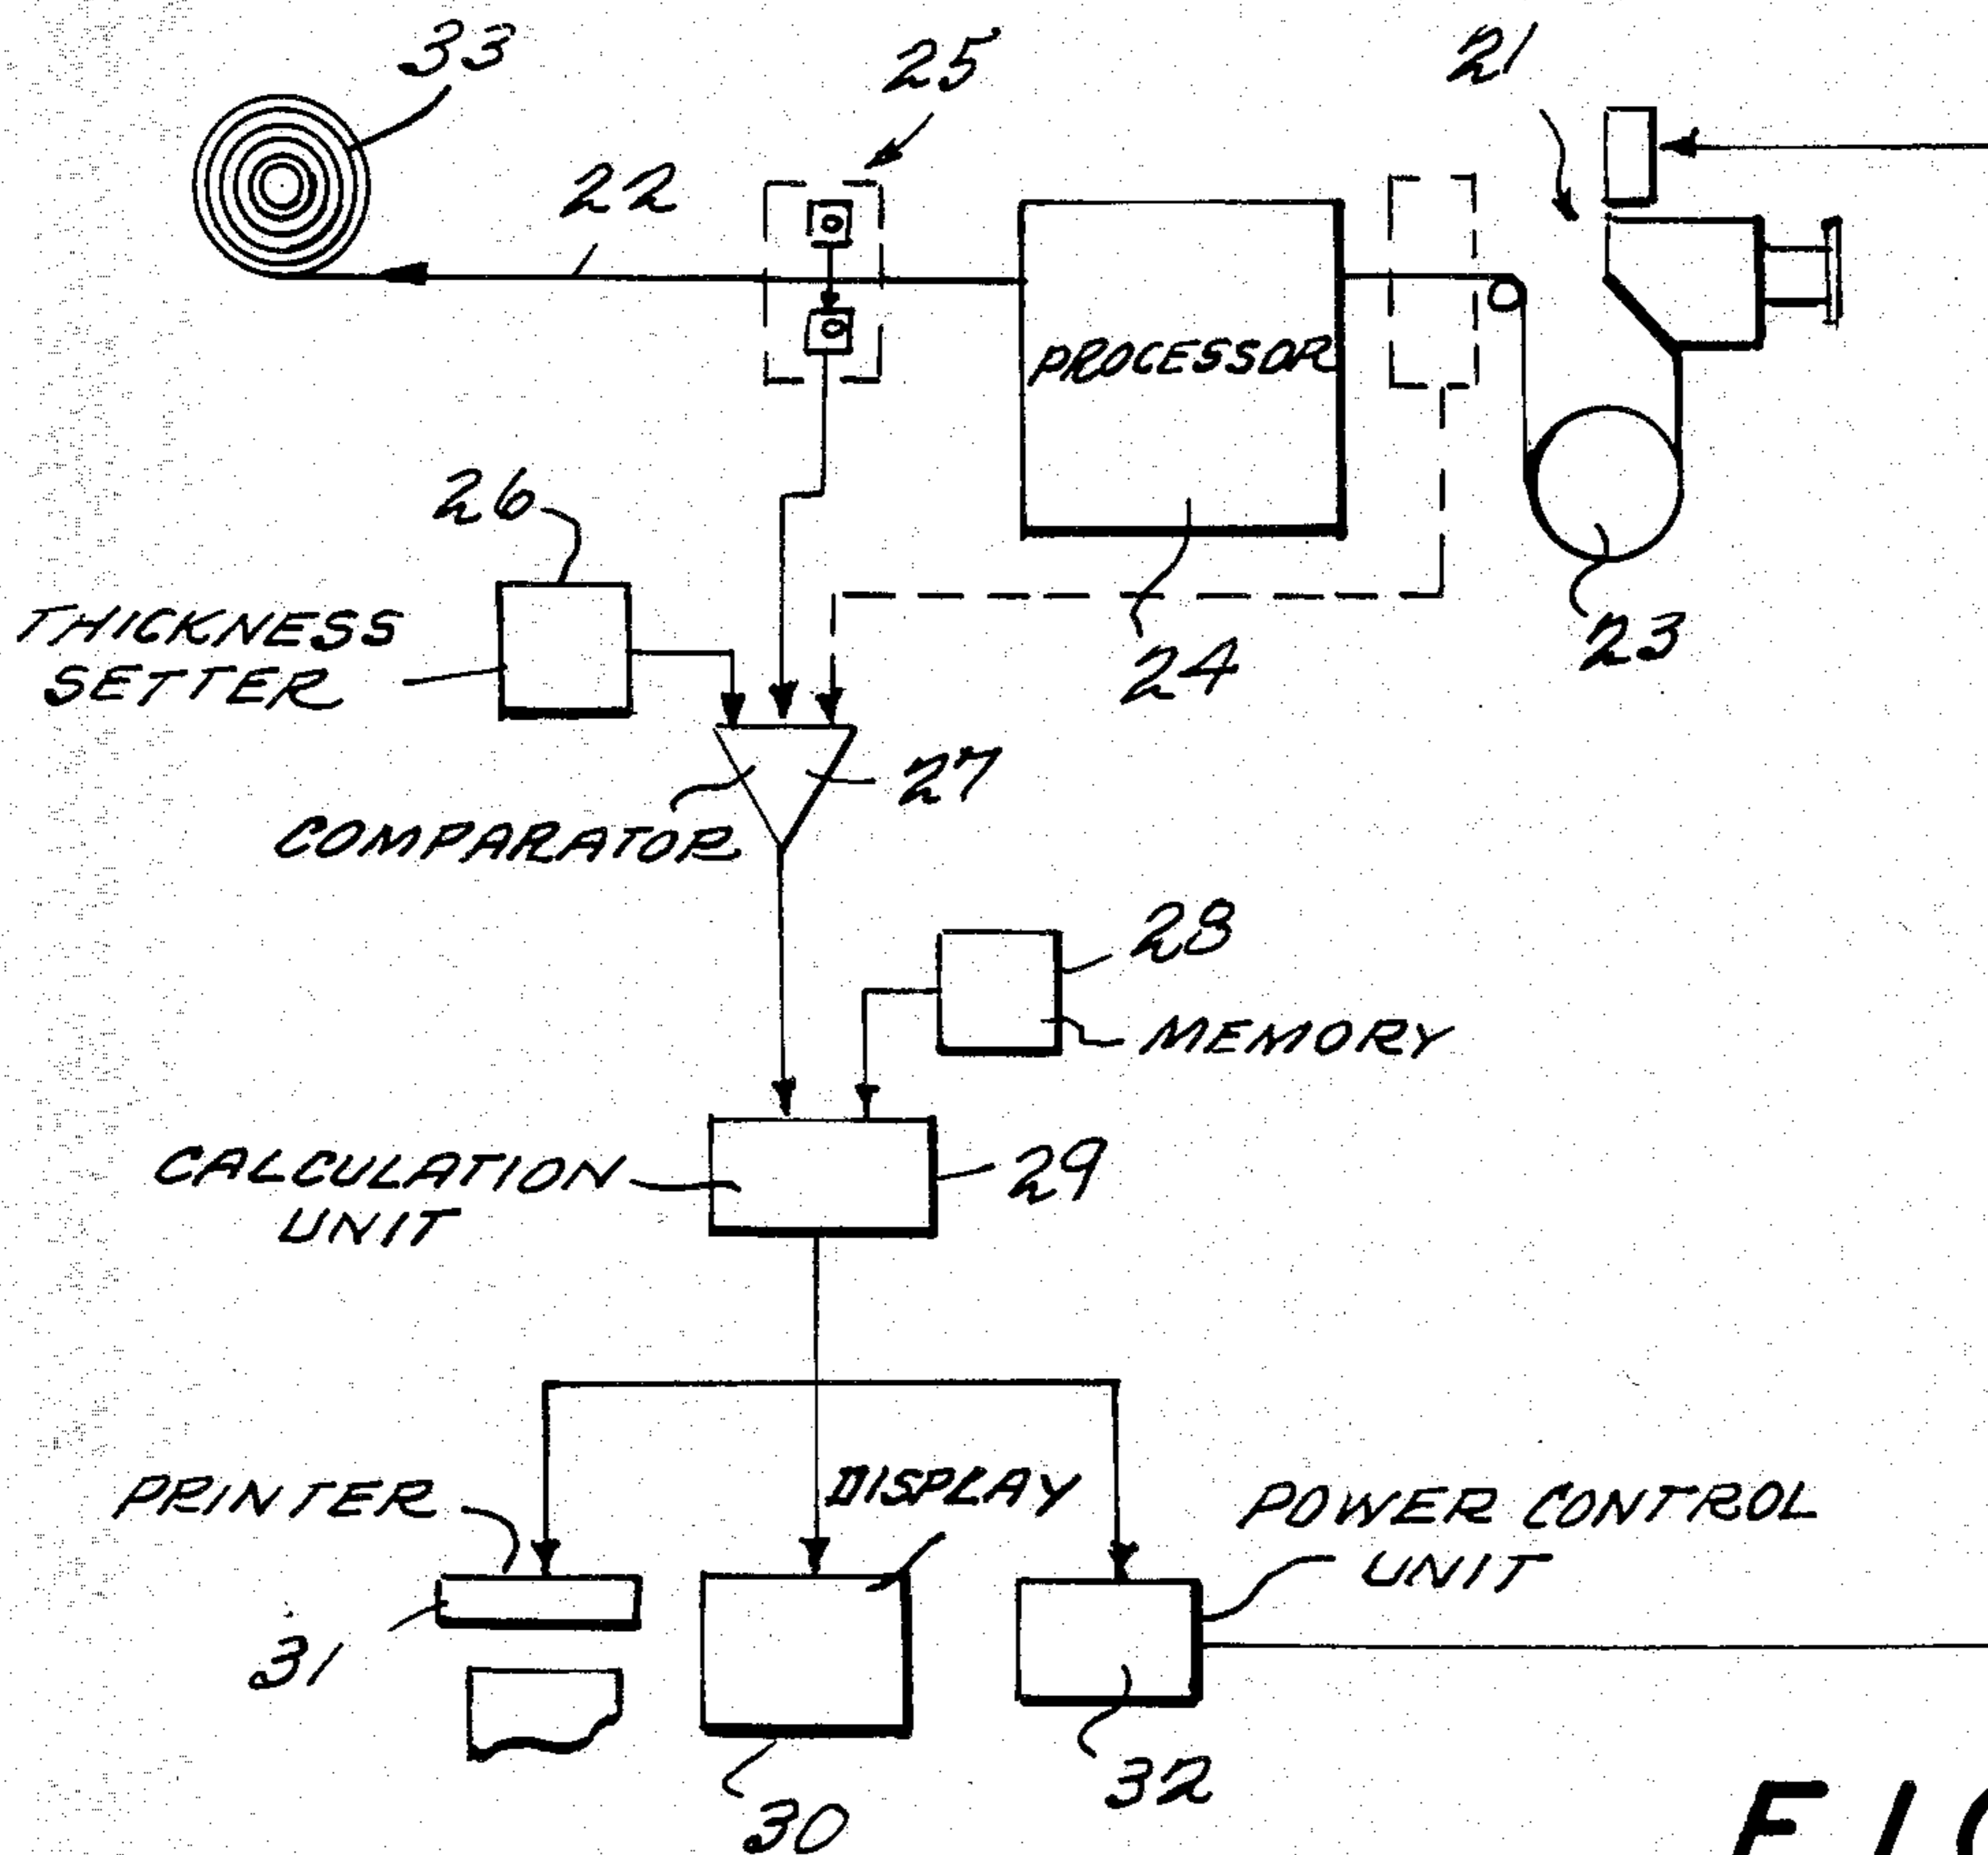 33
25
21
22
PROCESSOR
26
THICKNESS
SETTER
24
23
27
COMPARATOR
28
MEMORY
CALCULATION
UNIT
29
PRINTER
DISPLAY
POWER CONTROL
UNIT
31
30
32